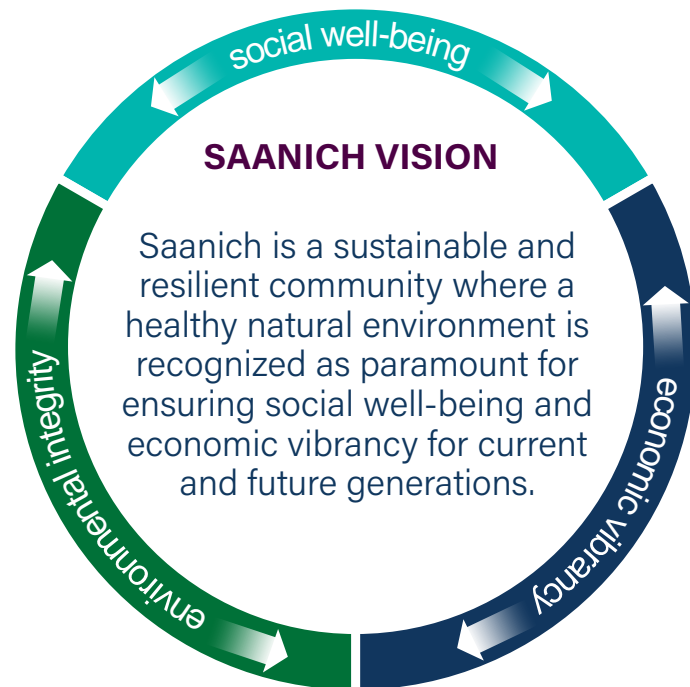 social well-being
SAANICH VISION
Saanich is a sustainable and
resilient community where a
healthy natural environment is
recognized as paramount for
ensuring social well-being and
economic vibrancy for current
and future generations.
environmental integrity
economic vibrancy